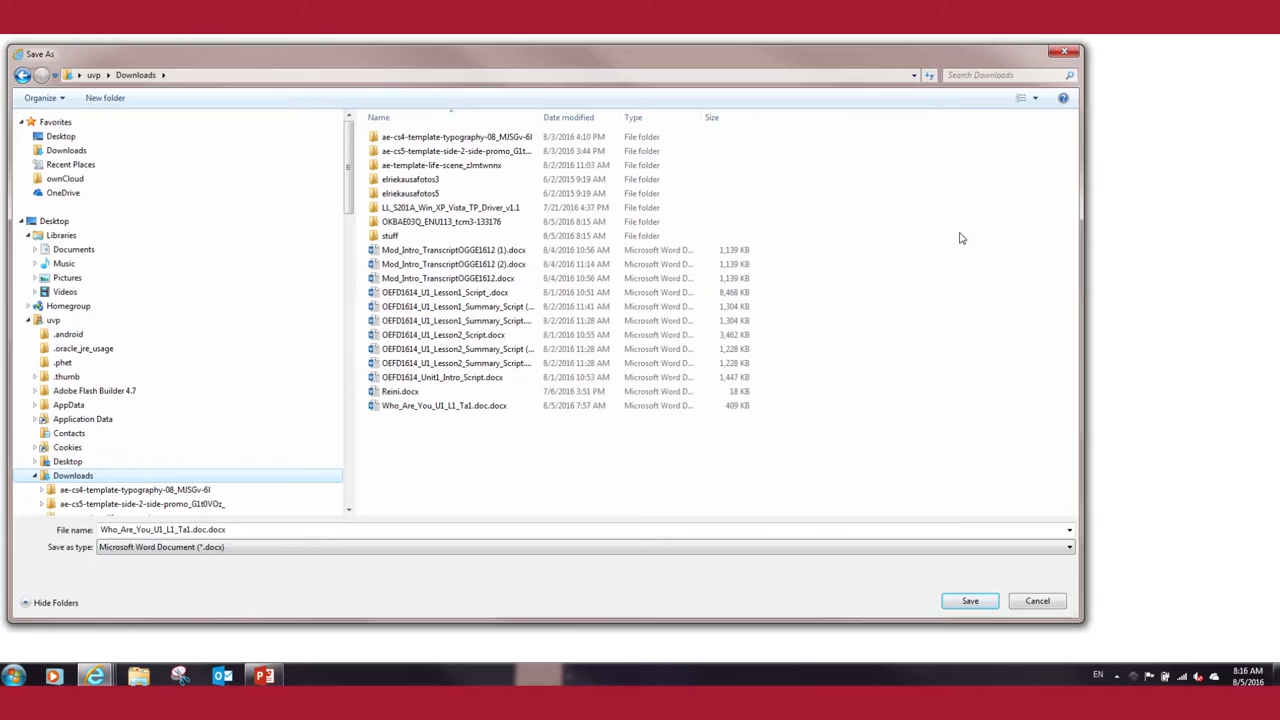 Save As
uvp Downloads
Search Downloads
Organize New folder
Name Date modified Type Size
Favorites
Desktop
Downloads
Recent Places
ownCloud
OneDrive
Desktop
Libraries
Documents
Music
Pictures
Videos
Homegroup
uvp
.android
.oracle_jre_usage
.phet
.thumb
Adobe Flash Builder 4.7
AppData
Application Data
Contacts
Cookies
Desktop
Downloads
ae-cs4-template-typography-08_MJSGv-6l
ae-cs5-template-side-2-side-promo_G1t0VOz_
ae-cs4-template-typography-08_MJSGv-6l 8/3/2016 4:10 PM File folder
ae-cs5-template-side-2-side-promo_G1t... 8/3/2016 3:44 PM File folder
ae-template-life-scene_zJmtwnnx 8/2/2016 11:03 AM File folder
elriekausafotos3 6/2/2015 9:19 AM File folder
elriekausafotos5 6/2/2015 9:19 AM File folder
LL_S201A_Win_XP_Vista_TP_Driver_v1.1 7/21/2016 4:37 PM File folder
OKBAE03Q_ENU113_tcm3-133176 8/5/2016 8:15 AM File folder
stuff 8/5/2016 8:15 AM File folder
Mod_Intro_TranscriptOGGE1612 (1).docx 8/4/2016 10:56 AM Microsoft Word D... 1,139 KB
Mod_Intro_TranscriptOGGE1612 (2).docx 8/4/2016 11:14 AM Microsoft Word D... 1,139 KB
Mod_Intro_TranscriptOGGE1612.docx 8/4/2016 10:56 AM Microsoft Word D... 1,139 KB
OEFD1614_U1_Lesson1_Script_.docx 8/1/2016 10:51 AM Microsoft Word D... 8,468 KB
OEFD1614_U1_Lesson1_Summary_Script (... 8/2/2016 11:41 AM Microsoft Word D... 1,304 KB
OEFD1614_U1_Lesson1_Summary_Script.... 8/2/2016 11:28 AM Microsoft Word D... 1,304 KB
OEFD1614_U1_Lesson2_Script.docx 8/1/2016 10:55 AM Microsoft Word D... 3,462 KB
OEFD1614_U1_Lesson2_Summary_Script (... 8/2/2016 11:28 AM Microsoft Word D... 1,228 KB
OEFD1614_U1_Lesson2_Summary_Script.... 8/2/2016 11:28 AM Microsoft Word D... 1,228 KB
OEFD1614_Unit1_Intro_Script.docx 8/1/2016 10:53 AM Microsoft Word D... 1,447 KB
Reini.docx 7/6/2016 3:51 PM Microsoft Word D... 18 KB
Who_Are_You_U1_L1_Ta1.doc.docx 8/5/2016 7:57 AM Microsoft Word D... 409 KB
File name: Who_Are_You_U1_L1_Ta1.doc.docx
Save as type: Microsoft Word Document (*.docx)
Hide Folders Save Cancel
EN 8:16 AM
8/5/2016